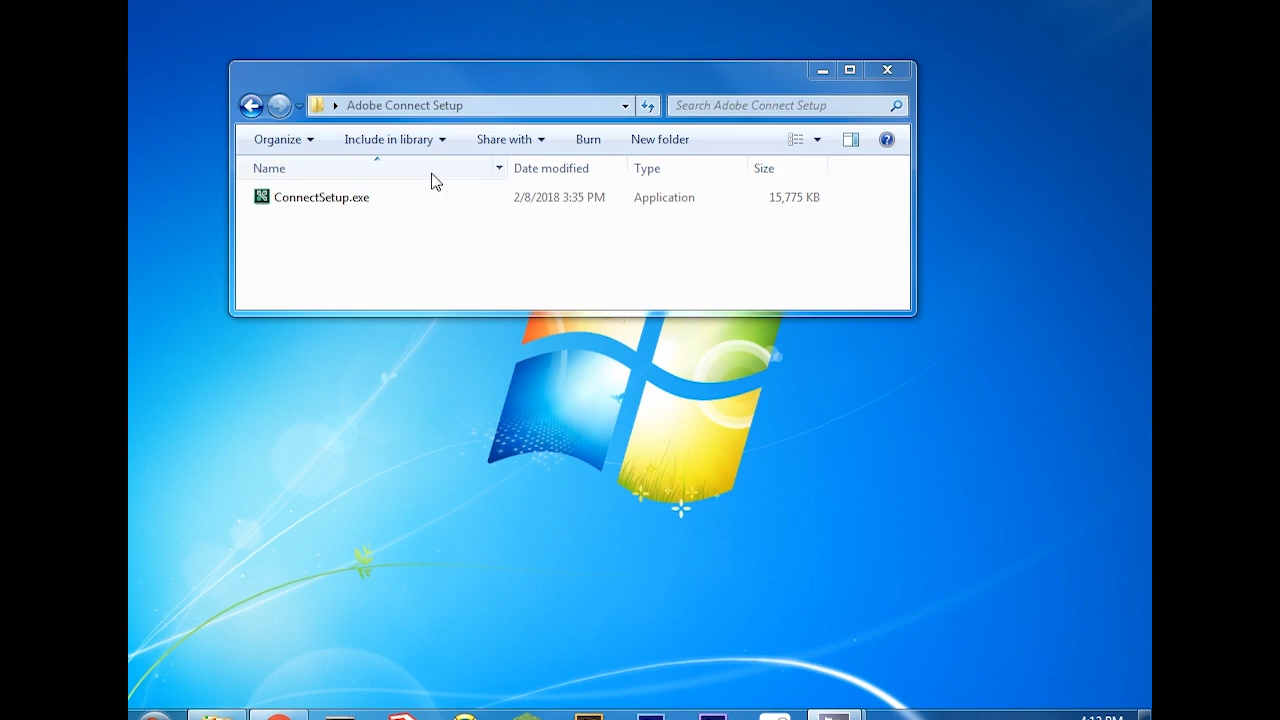 Adobe Connect Setup
Search Adobe Connect Setup
Organize Include in library Share with Burn New folder
Name Date modified Type Size
ConnectSetup.exe 2/8/2018 3:35 PM Application 15,775 KB